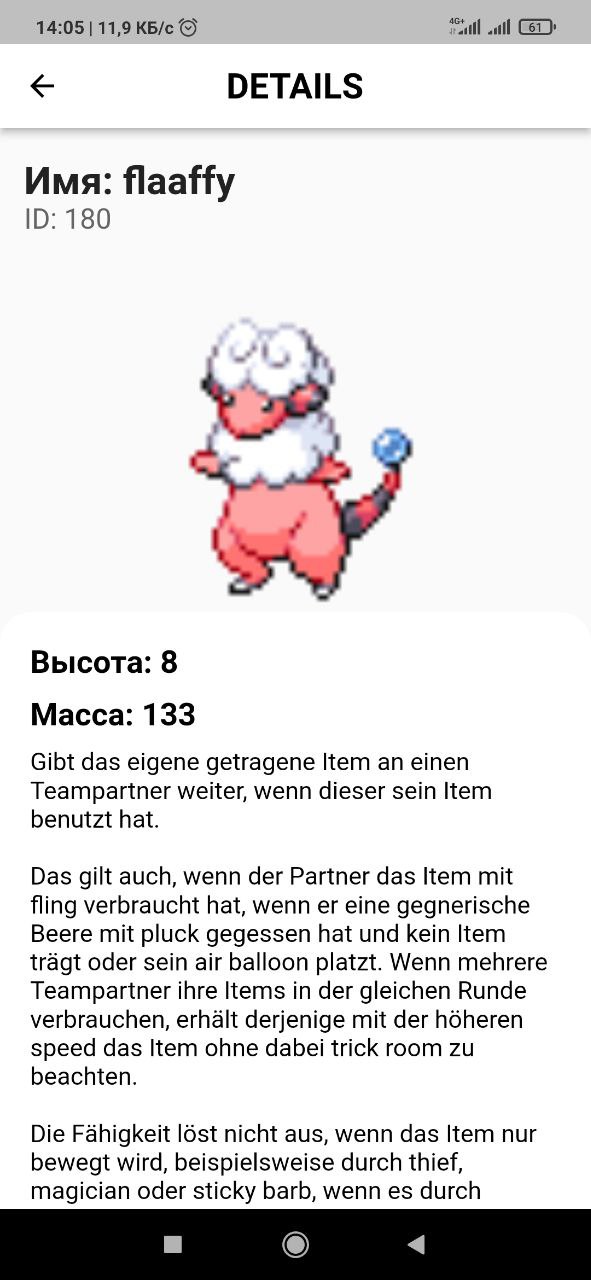 14:05 | 11,9 КБ/с
4G+
61
DETAILS
Имя: flaaffy
ID: 180
Высота: 8
Масса: 133
Gibt das eigene getragene Item an einen
Teampartner weiter, wenn dieser sein Item
benutzt hat.
Das gilt auch, wenn der Partner das Item mit
fling verbraucht hat, wenn er eine gegnerische
Beere mit pluck gegessen hat und kein Item
trägt oder sein air balloon platzt. Wenn mehrere
Teampartner ihre Items in der gleichen Runde
verbrauchen, erhält derjenige mit der höheren
speed das Item ohne dabei trick room zu
beachten.
Die Fähigkeit löst nicht aus, wenn das Item nur
bewegt wird, beispielsweise durch thief,
magician oder sticky barb, wenn es durch